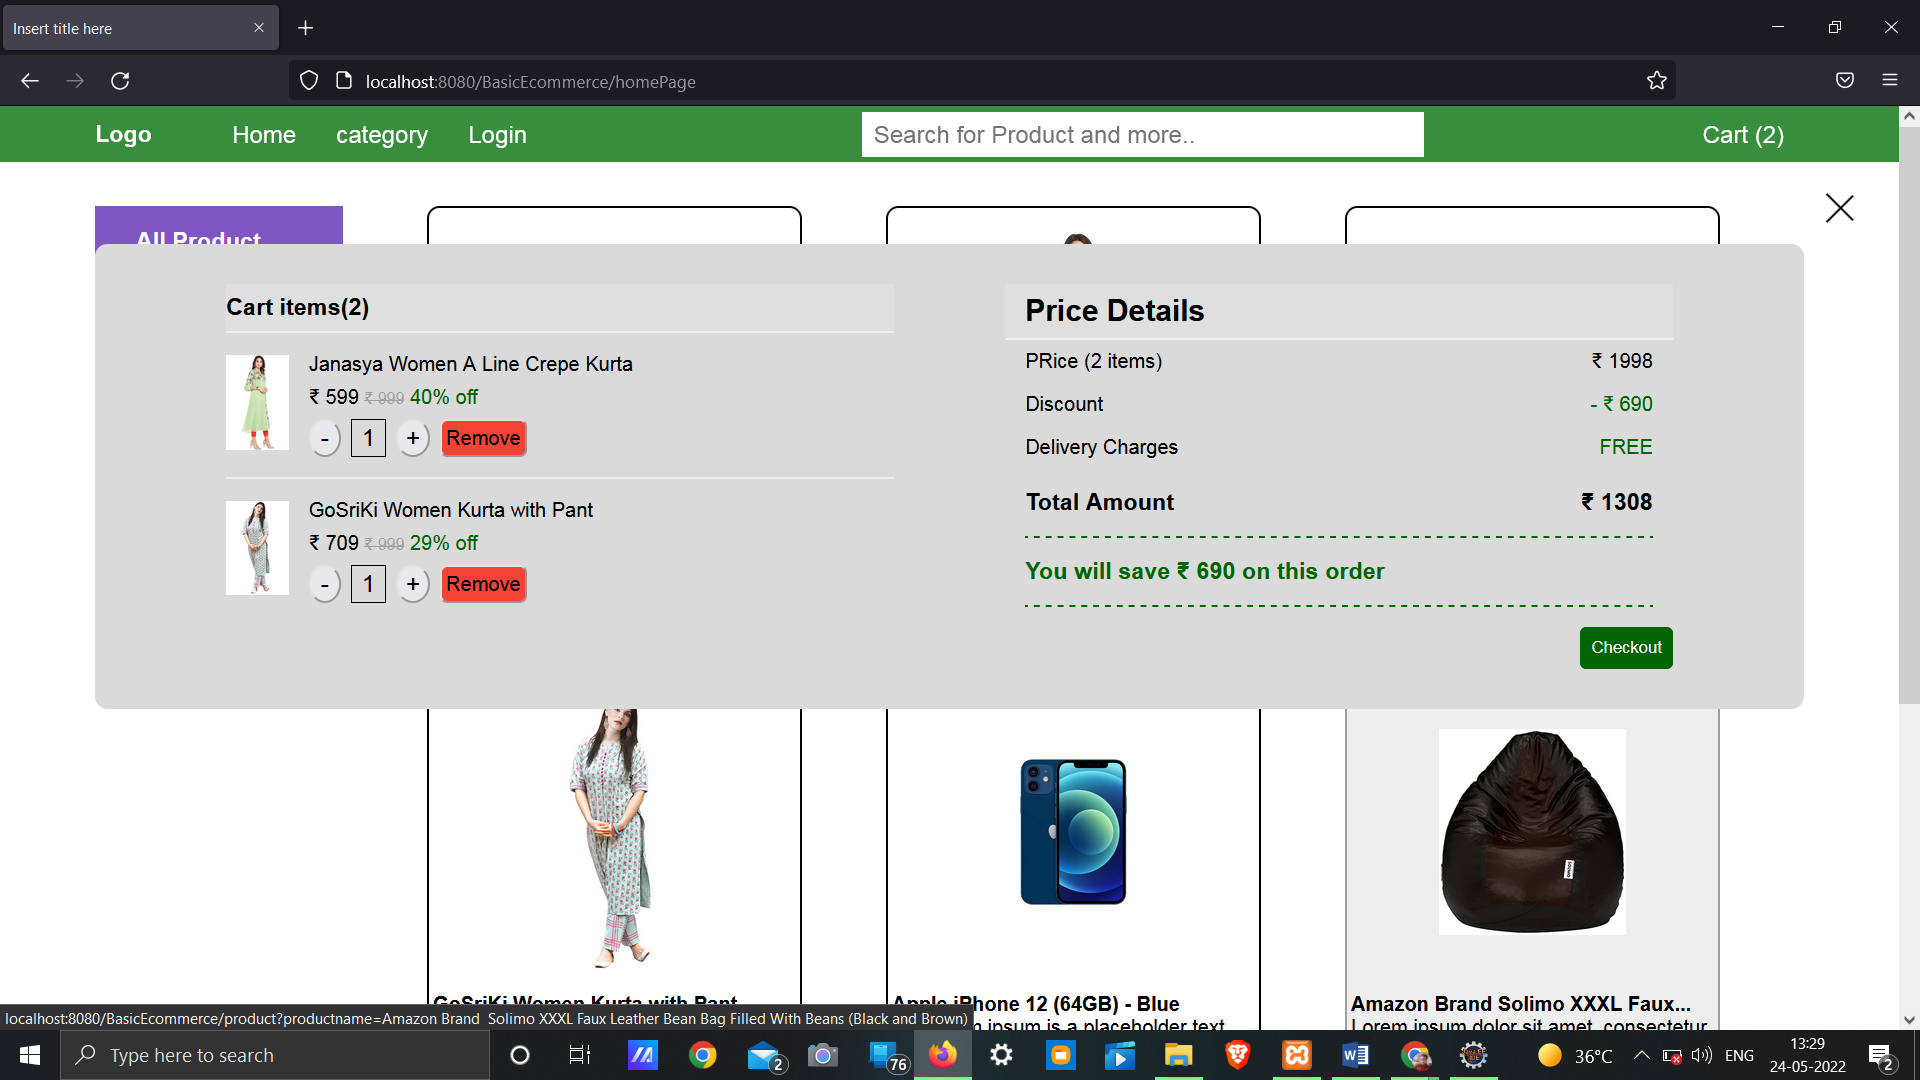 Insert title here
localhost:8080/BasicEcommerce/homePage
Logo Home category Login Search for Product and more.. Cart (2)
All Product
Cart items(2)
Janasya Women A Line Crepe Kurta
₹ 599 ₹ 999 40% off
- 1 + Remove
GoSriKi Women Kurta with Pant
₹ 709 ₹ 999 29% off
- 1 + Remove
Price Details
PRice (2 items) ₹ 1998
Discount - ₹ 690
Delivery Charges FREE
Total Amount ₹ 1308
You will save ₹ 690 on this order
Checkout
GoSriKi Women Kurta with Pant
Apple iPhone 12 (64GB) - Blue
ipsum is a placeholder text
Amazon Brand Solimo XXXL Faux...
Lorem ipsum dolor sit amet, consectetur
localhost:8080/BasicEcommerce/product?productname=Amazon Brand  Solimo XXXL Faux Leather Bean Bag Filled With Beans (Black and Brown)
Type here to search
2
76
36°C
ENG
13:29
24-05-2022
2